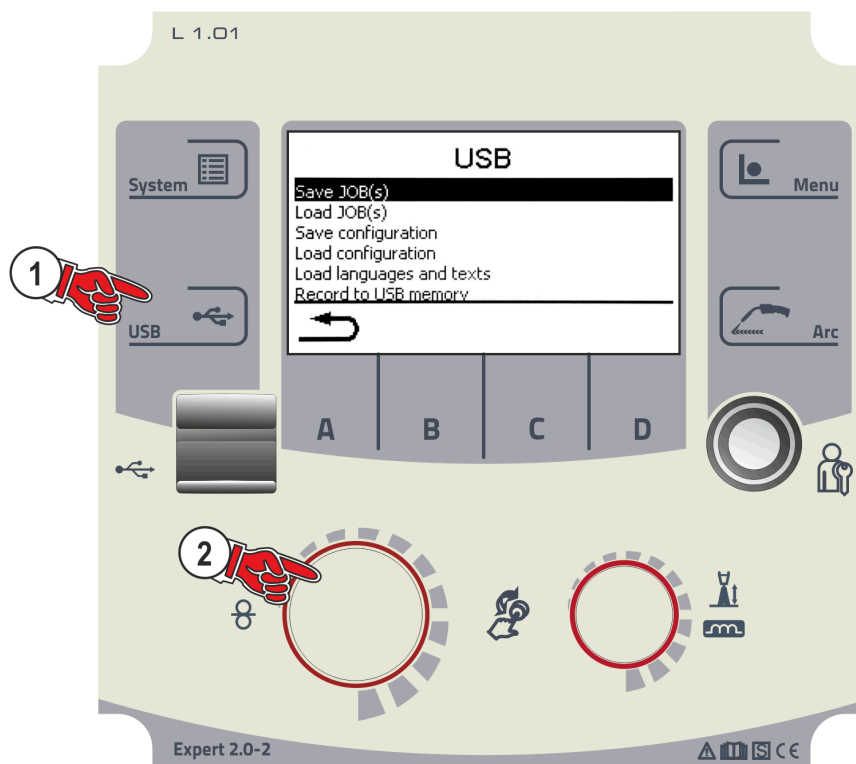 L 1.01
System
USB
Save JOB(s)
Load JOB(s)
Save configuration
Load configuration
Load languages and texts
Record to USB memory
Menu
1
USB
Arc
A B C D
2
Expert 2.0-2
S CE